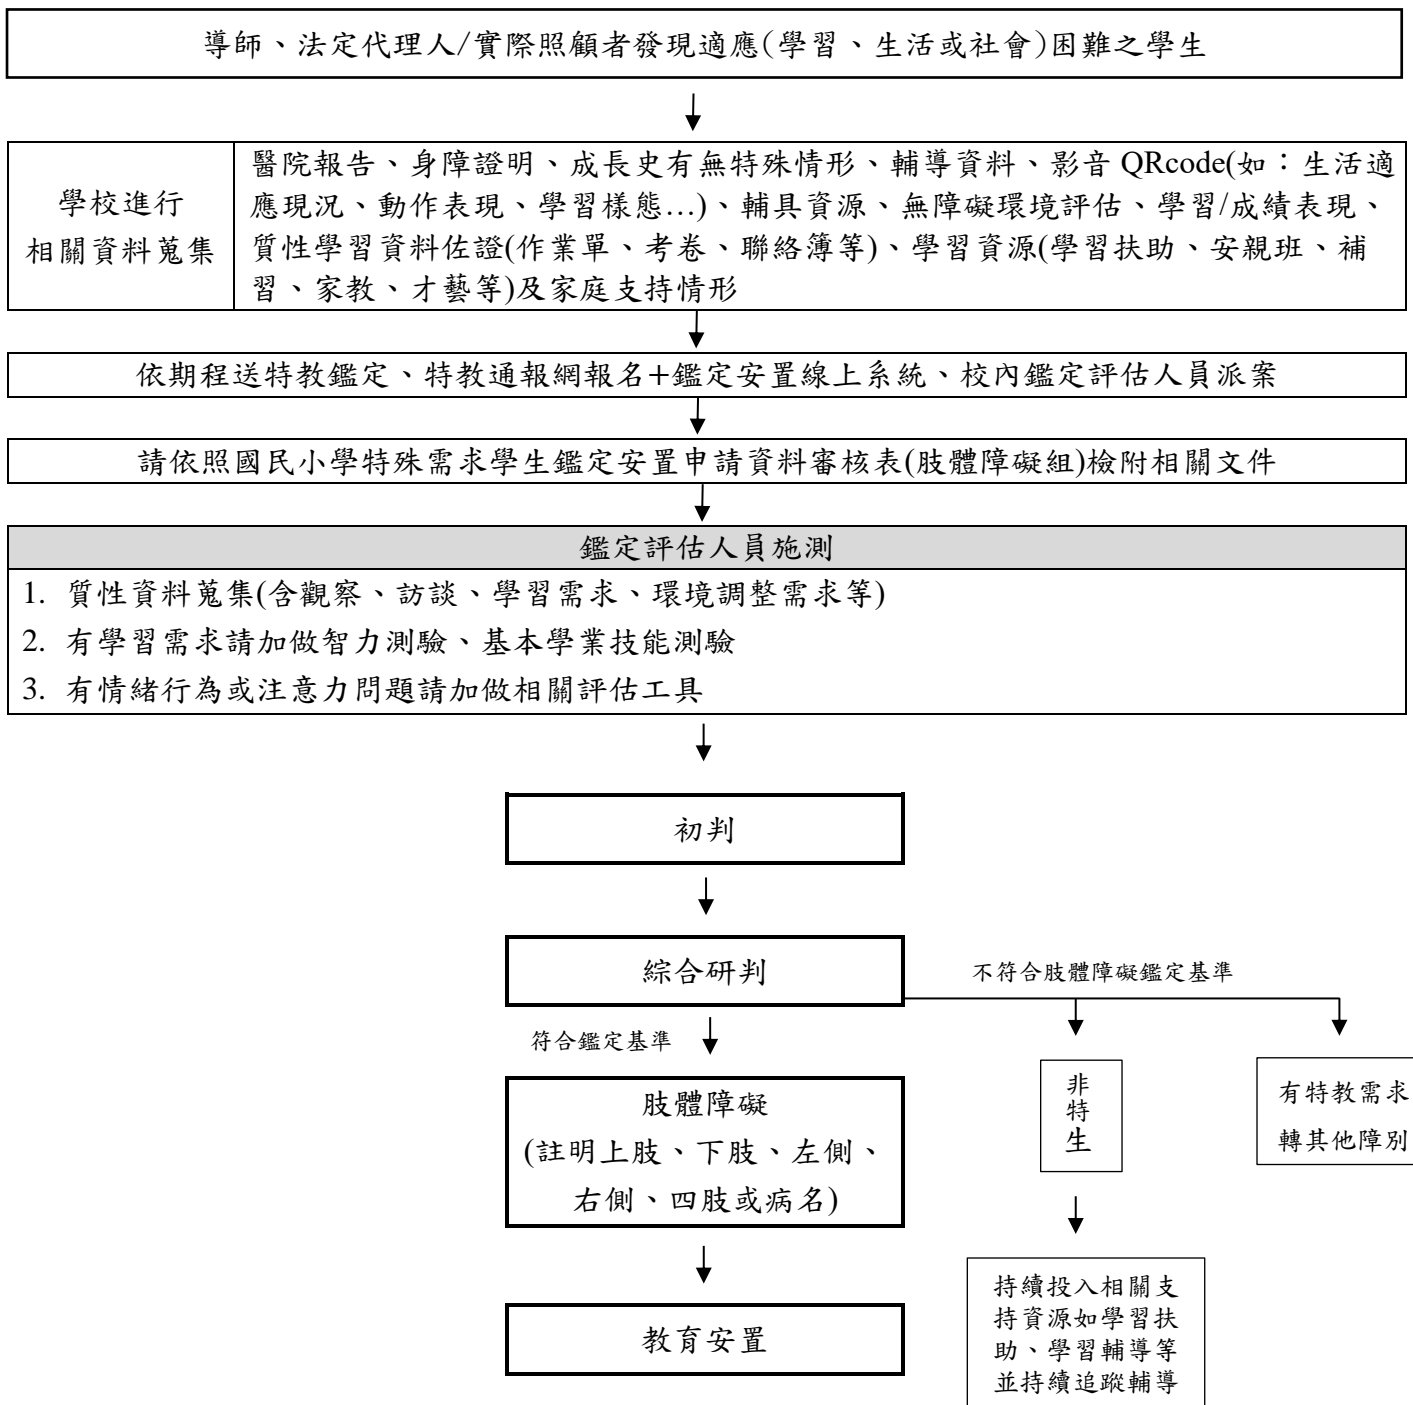 導師、法定代理人/實際照顧者發現適應(學習、生活或社會)困難之學生
學校進行
相關資料蒐集
醫院報告、身障證明、成長史有無特殊情形、輔導資料、影音 QRcode(如：生活適
應現況、動作表現、學習樣態…)、輔具資源、無障礙環境評估、學習/成績表現、
質性學習資料佐證(作業單、考卷、聯絡簿等)、學習資源(學習扶助、安親班、補
習、家教、才藝等)及家庭支持情形
依期程送特教鑑定、特教通報網報名+鑑定安置線上系統、校內鑑定評估人員派案
請依照國民小學特殊需求學生鑑定安置申請資料審核表(肢體障礙組)檢附相關文件
鑑定評估人員施測
1. 質性資料蒐集(含觀察、訪談、學習需求、環境調整需求等)
2. 有學習需求請加做智力測驗、基本學業技能測驗
3. 有情緒行為或注意力問題請加做相關評估工具
初判
綜合研判
不符合肢體障礙鑑定基準
符合鑑定基準
肢體障礙
(註明上肢、下肢、左側、
右側、四肢或病名)
非
特
生
有特教需求
轉其他障別
教育安置
持續投入相關支
持資源如學習扶
助、學習輔導等
並持續追蹤輔導